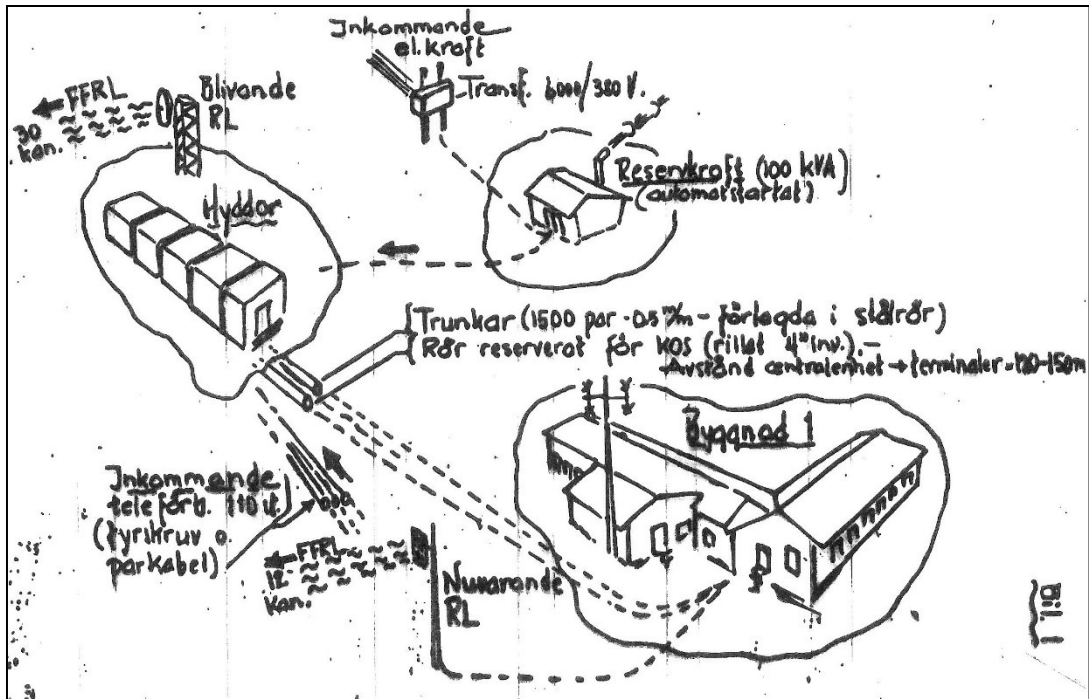 Inkommande
el.kraft
Transf. 6000/380 V.
FFRL
30
kan.
Blivande
RL
Reservkraft (100 kVA)
(automatstartat)
Hyddor
Trunkar (1500 par - 0,5 m/m - förlagda i stålrör)
Rör reserverat för KOS (rillat 4" inv.). -
Avstånd centralenhet → terminaler = 120-150m
Byggnad 1
Inkommande
teleförb. 110 st.
(fyrskruv o.
parkabel)
FFRL
12
kan.
Nuvarande
RL
Bil. 1